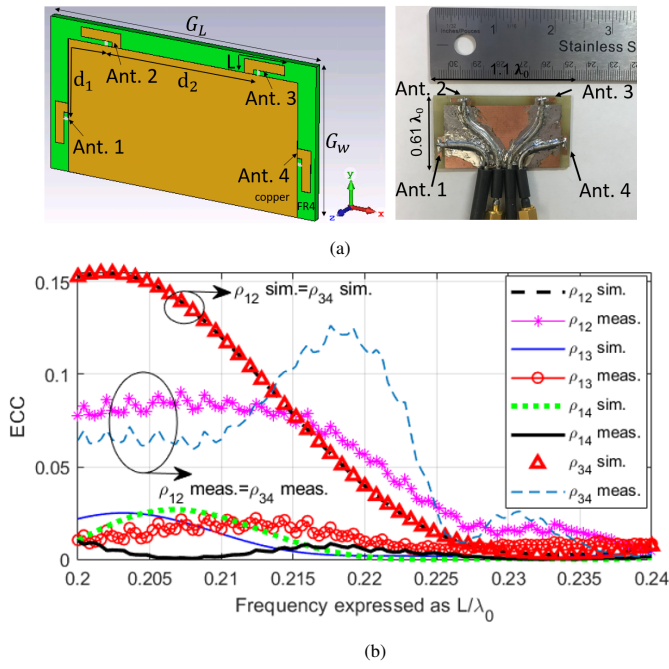 G_L
L
d_1
d_2
Ant. 2
Ant. 3
G_W
Ant. 1
Ant. 4
copper
FR4
y
x
z
1
2
3
Stainless S
1.1 λ_0
Ant. 2
Ant. 3
0.61 λ_0
Ant. 1
Ant. 4
(a)
ECC
0.15
0.1
0.05
0
ρ_12 sim.=ρ_34 sim.
ρ_12 meas.=ρ_34 meas.
ρ_12 sim.
ρ_12 meas.
ρ_13 sim.
ρ_13 meas.
ρ_14 sim.
ρ_14 meas.
ρ_34 sim.
ρ_34 meas.
0.2 0.205 0.21 0.215 0.22 0.225 0.23 0.235 0.24
Frequency expressed as L/λ_0
(b)